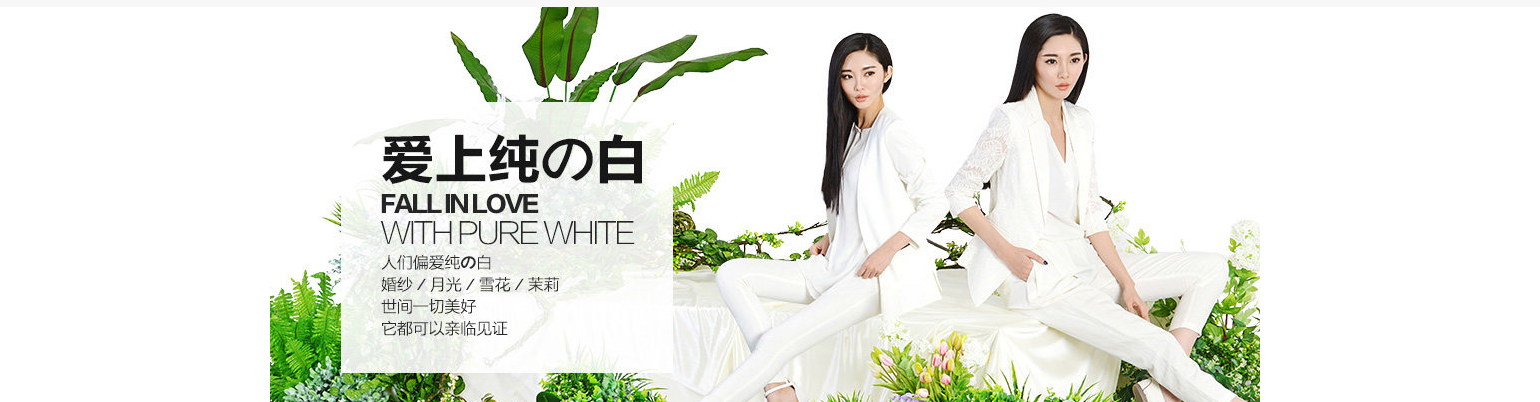 爱上纯の白
FALL IN LOVE
WITH PURE WHITE
人们偏爱纯の白
婚纱 / 月光 / 雪花 / 茉莉
世间一切美好
它都可以亲临见证